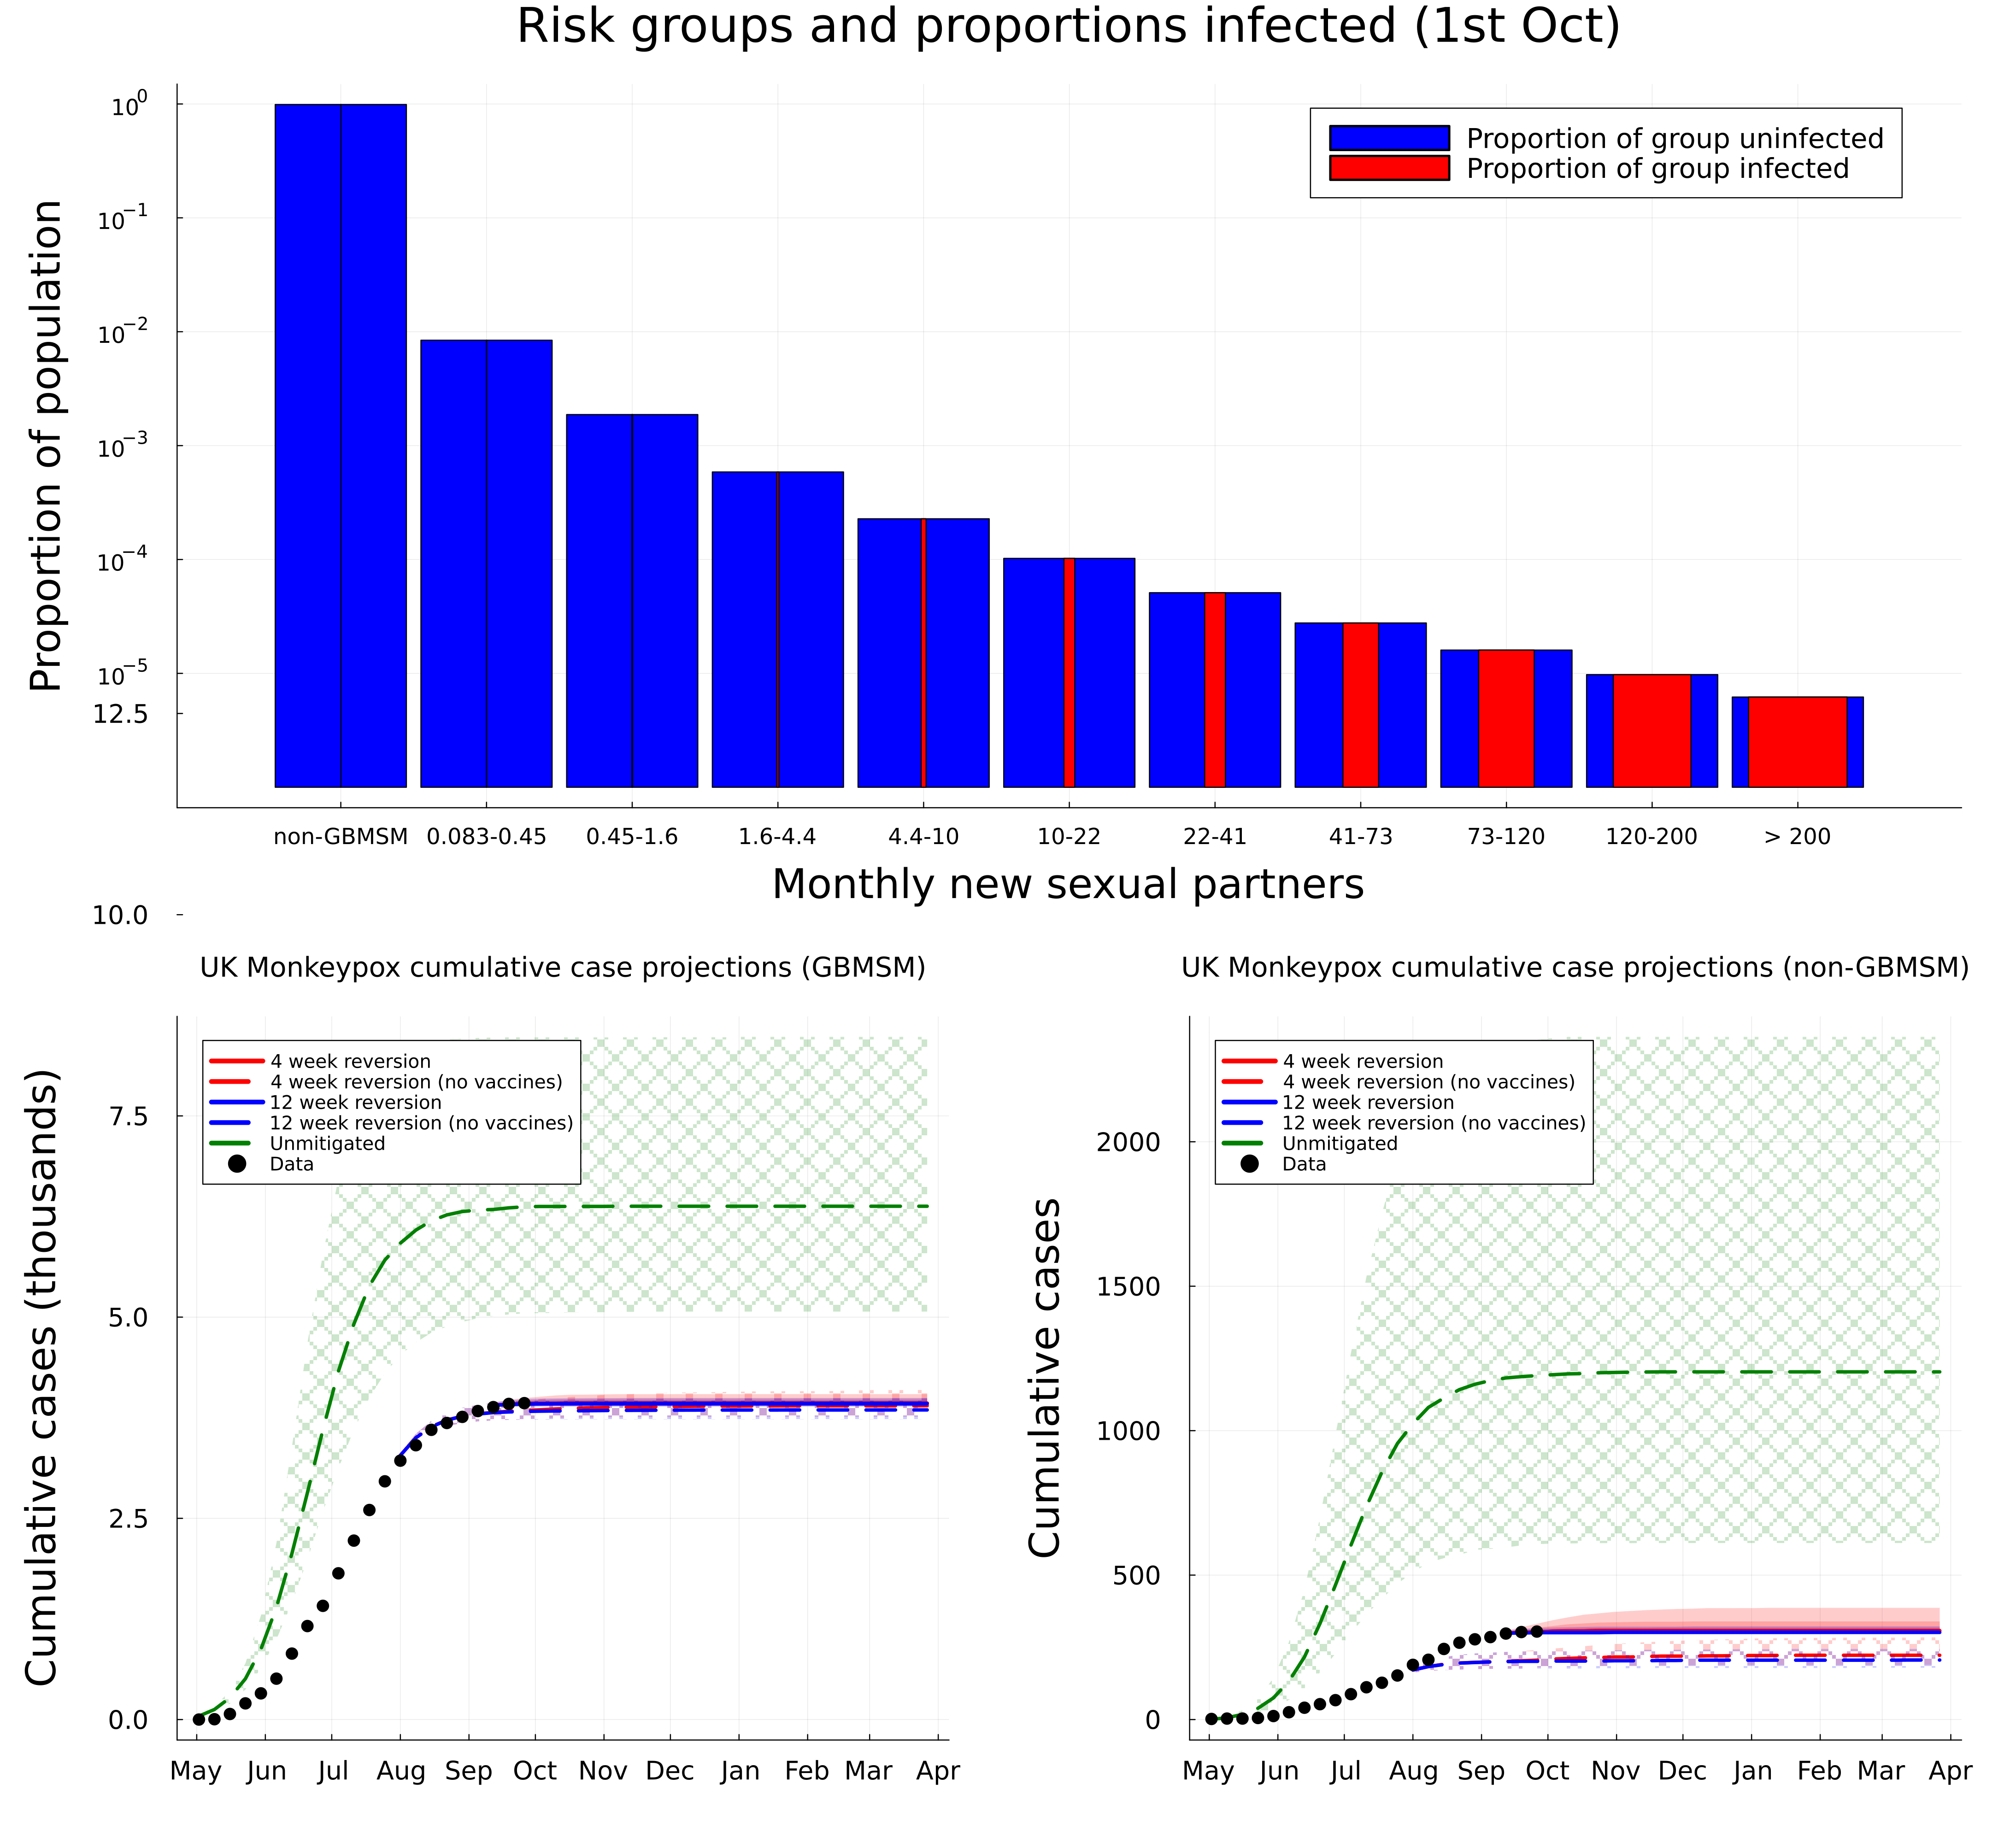 Risk groups and proportions infected (1st Oct)
Proportion of population
10⁰
10⁻¹
10⁻²
10⁻³
10⁻⁴
10⁻⁵
12.5
10.0
Proportion of group uninfected
Proportion of group infected
non-GBMSM 0.083-0.45 0.45-1.6 1.6-4.4 4.4-10 10-22 22-41 41-73 73-120 120-200 > 200
Monthly new sexual partners
UK Monkeypox cumulative case projections (GBMSM)
Cumulative cases (thousands)
7.5
5.0
2.5
0.0
4 week reversion
4 week reversion (no vaccines)
12 week reversion
12 week reversion (no vaccines)
Unmitigated
Data
May Jun Jul Aug Sep Oct Nov Dec Jan Feb Mar Apr
UK Monkeypox cumulative case projections (non-GBMSM)
Cumulative cases
2000
1500
1000
500
0
4 week reversion
4 week reversion (no vaccines)
12 week reversion
12 week reversion (no vaccines)
Unmitigated
Data
May Jun Jul Aug Sep Oct Nov Dec Jan Feb Mar Apr